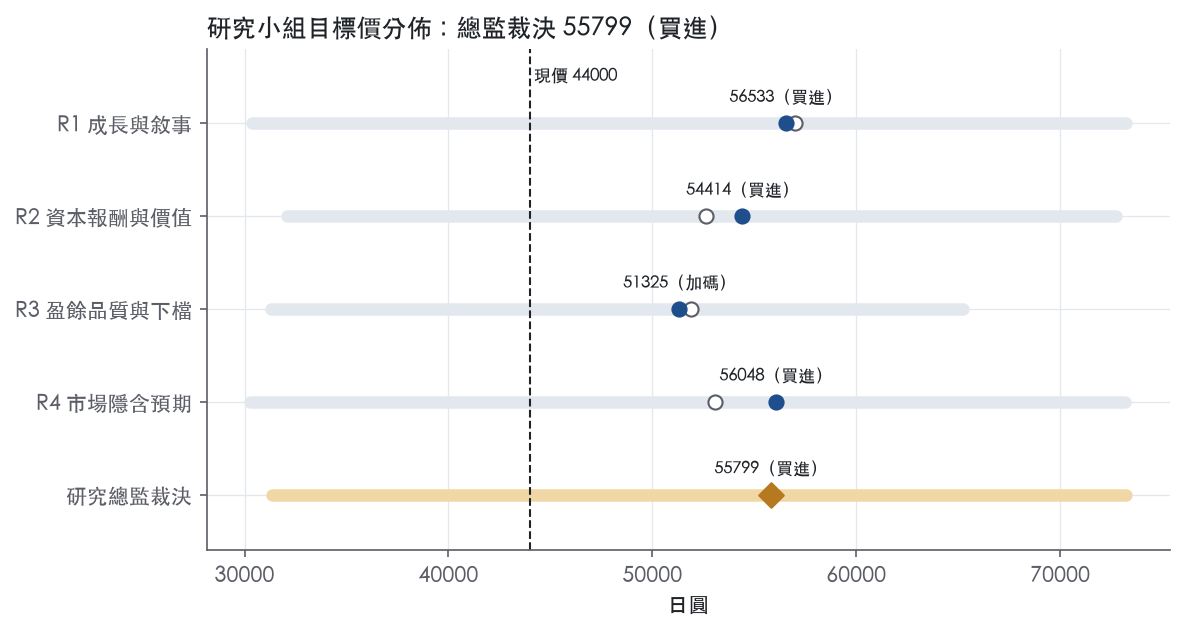 研究小組目標價分佈：總監裁決 55799（買進）
現價 44000
R1 成長與敘事
56533（買進）
R2 資本報酬與價值
54414（買進）
R3 盈餘品質與下檔
51325（加碼）
R4 市場隱含預期
56048（買進）
研究總監裁決
55799（買進）
30000 40000 50000 60000 70000
日圓